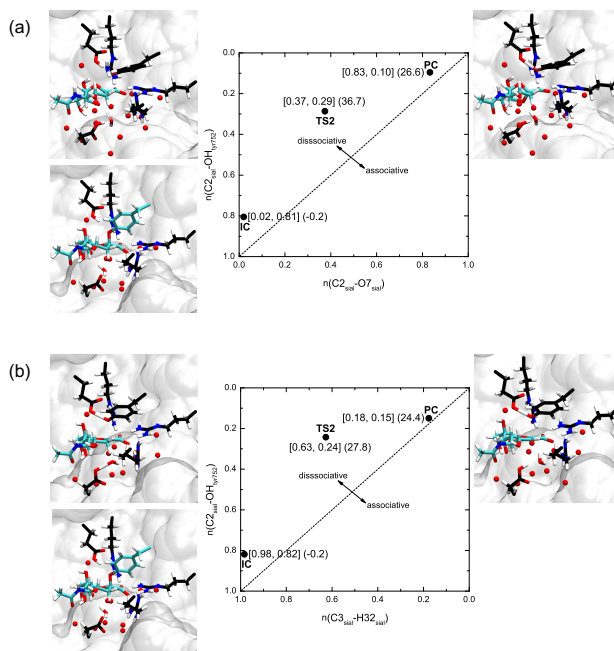 (a)
0.0
0.2
0.4
0.6
0.8
1.0
n(C2sial-OHtyr752)
[0.83, 0.10] (26.6)
PC
[0.37, 0.29] (36.7)
TS2
disssociative
associative
[0.02, 0.81] (-0.2)
IC
0.0 0.2 0.4 0.6 0.8 1.0
n(C2sial-O7sial)
(b)
0.0
0.2
0.4
0.6
0.8
1.0
n(C2sial-OHtyr752)
[0.18, 0.15] (24.4)
PC
TS2
[0.63, 0.24] (27.8)
disssociative
associative
[0.98, 0.82] (-0.2)
IC
1.0 0.8 0.6 0.4 0.2 0.0
n(C3sial-H32sial)